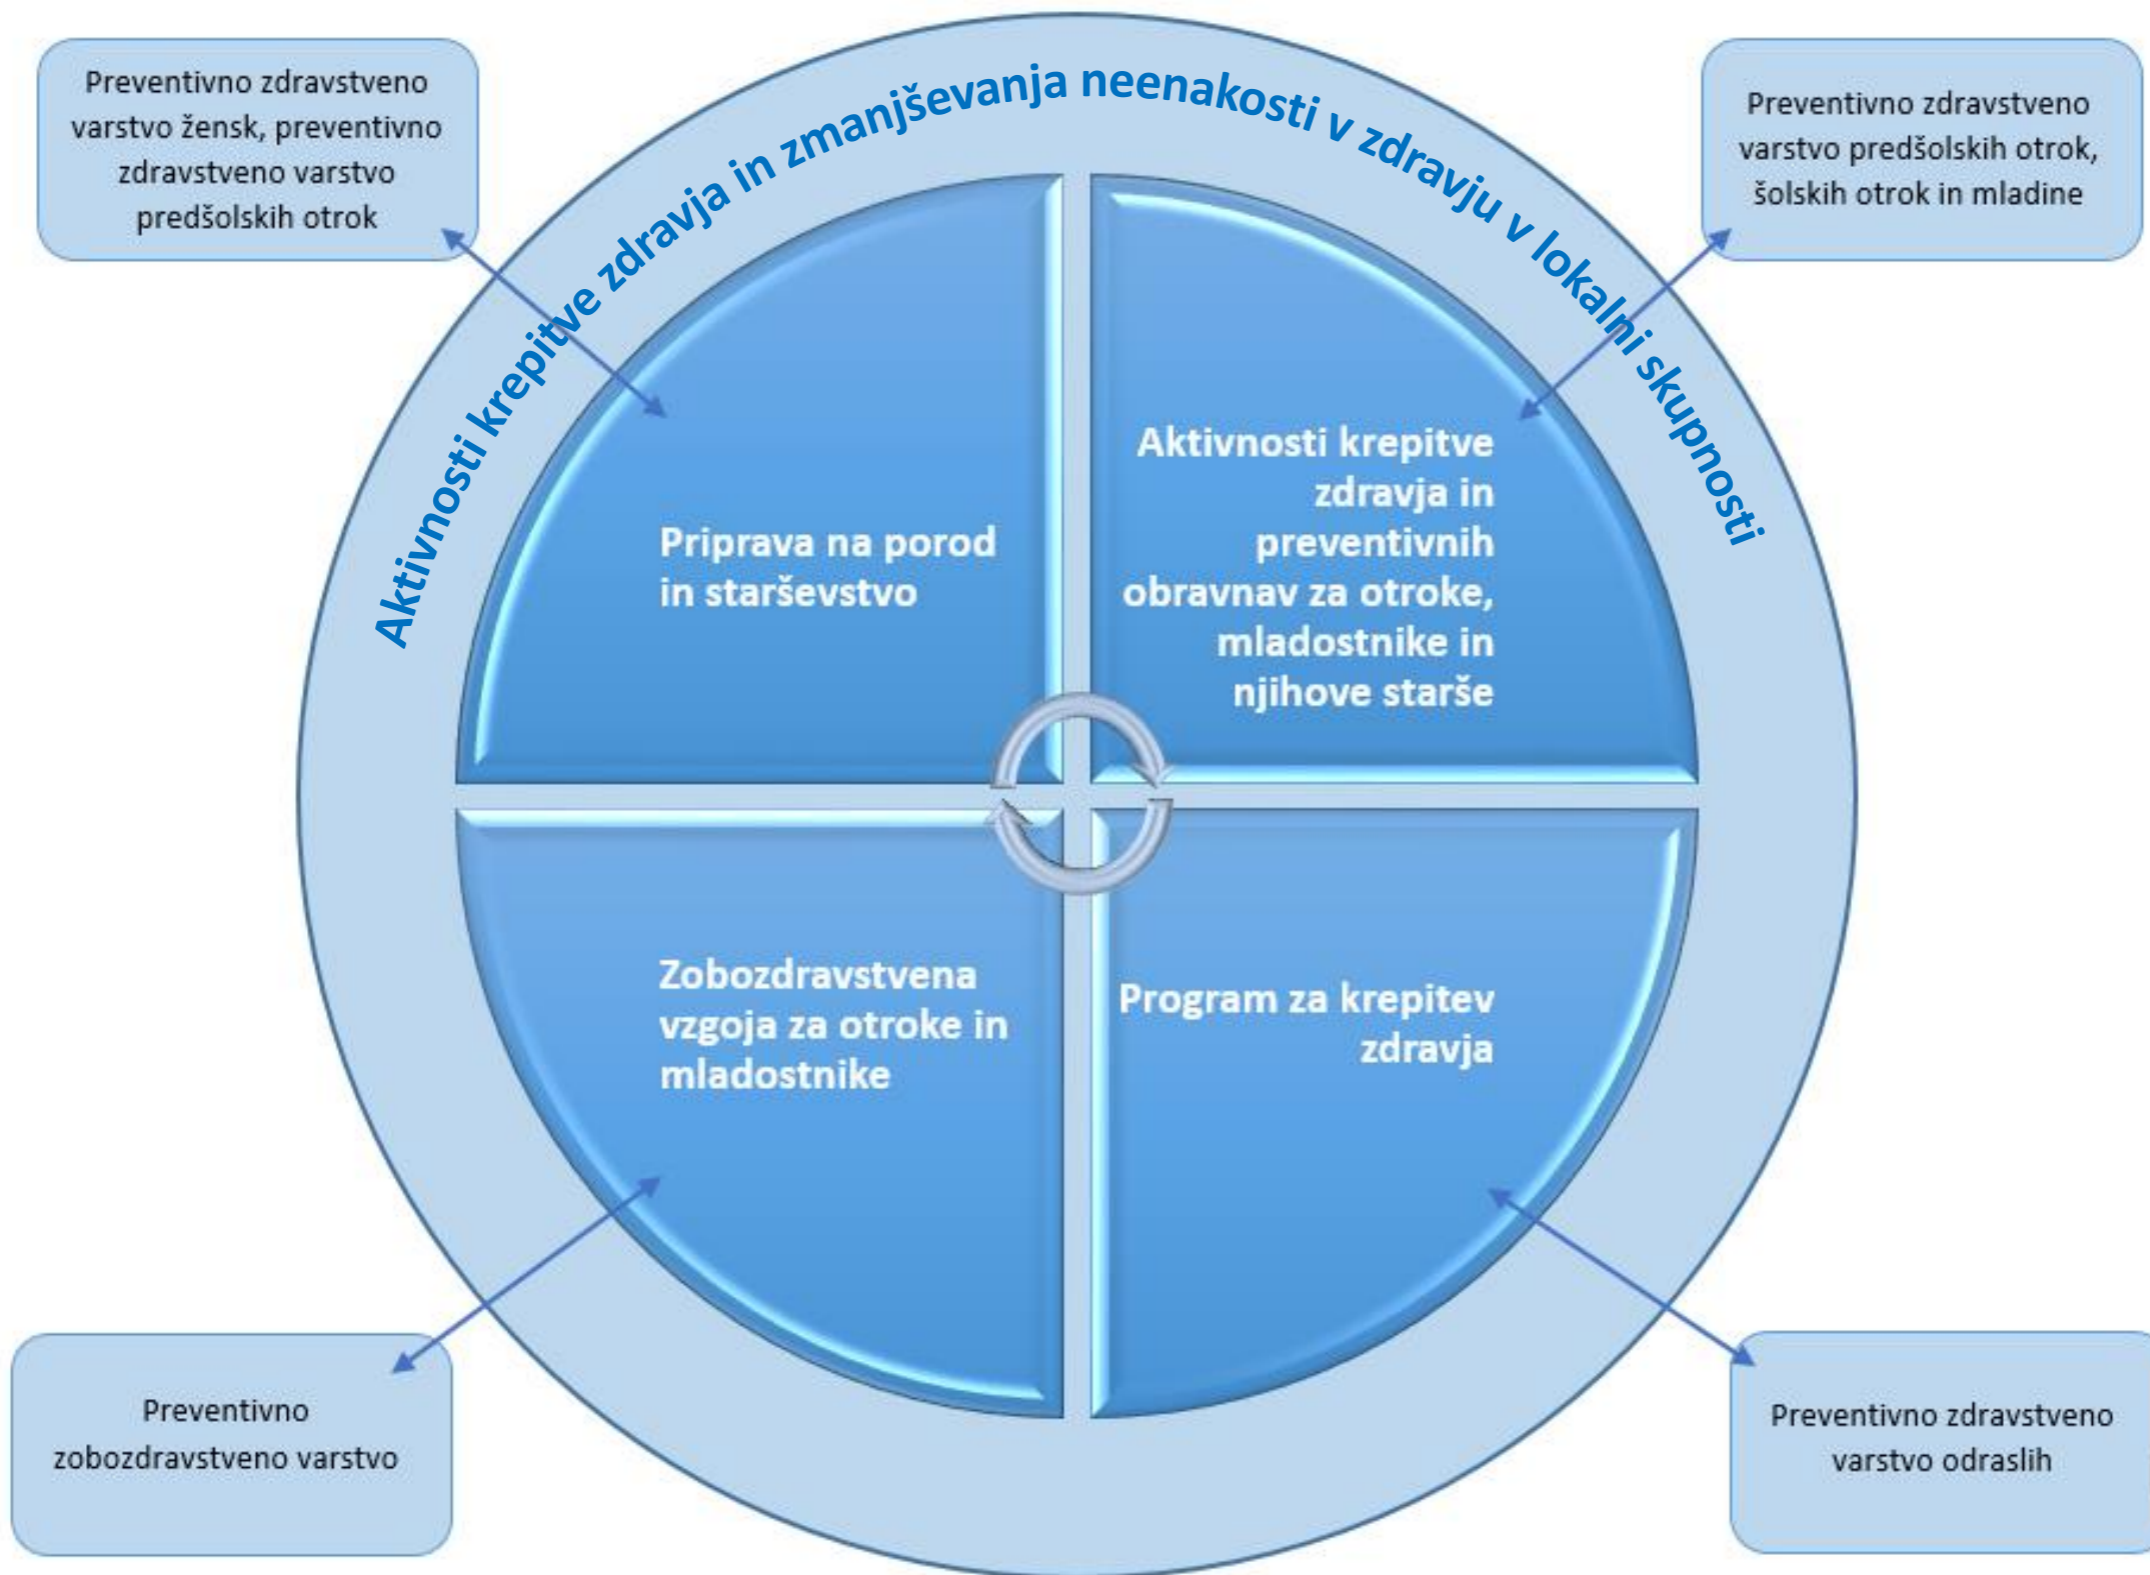 Preventivno zdravstveno
varstvo žensk, preventivno
zdravstveno varstvo
predšolskih otrok
Aktivnosti krepitve zdravja in zmanjševanja neenakosti v zdravju v lokalni skupnosti
Preventivno zdravstveno
varstvo predšolskih otrok,
šolskih otrok in mladine
Priprava na porod
in starševstvo
Aktivnosti krepitve
zdravja in
preventivnih
obravnav za otroke,
mladostnike in
njihove starše
Zobozdravstvena
vzgoja za otroke in
mladostnike
Program za krepitev
zdravja
Preventivno
zobozdravstveno varstvo
Preventivno zdravstveno
varstvo odraslih